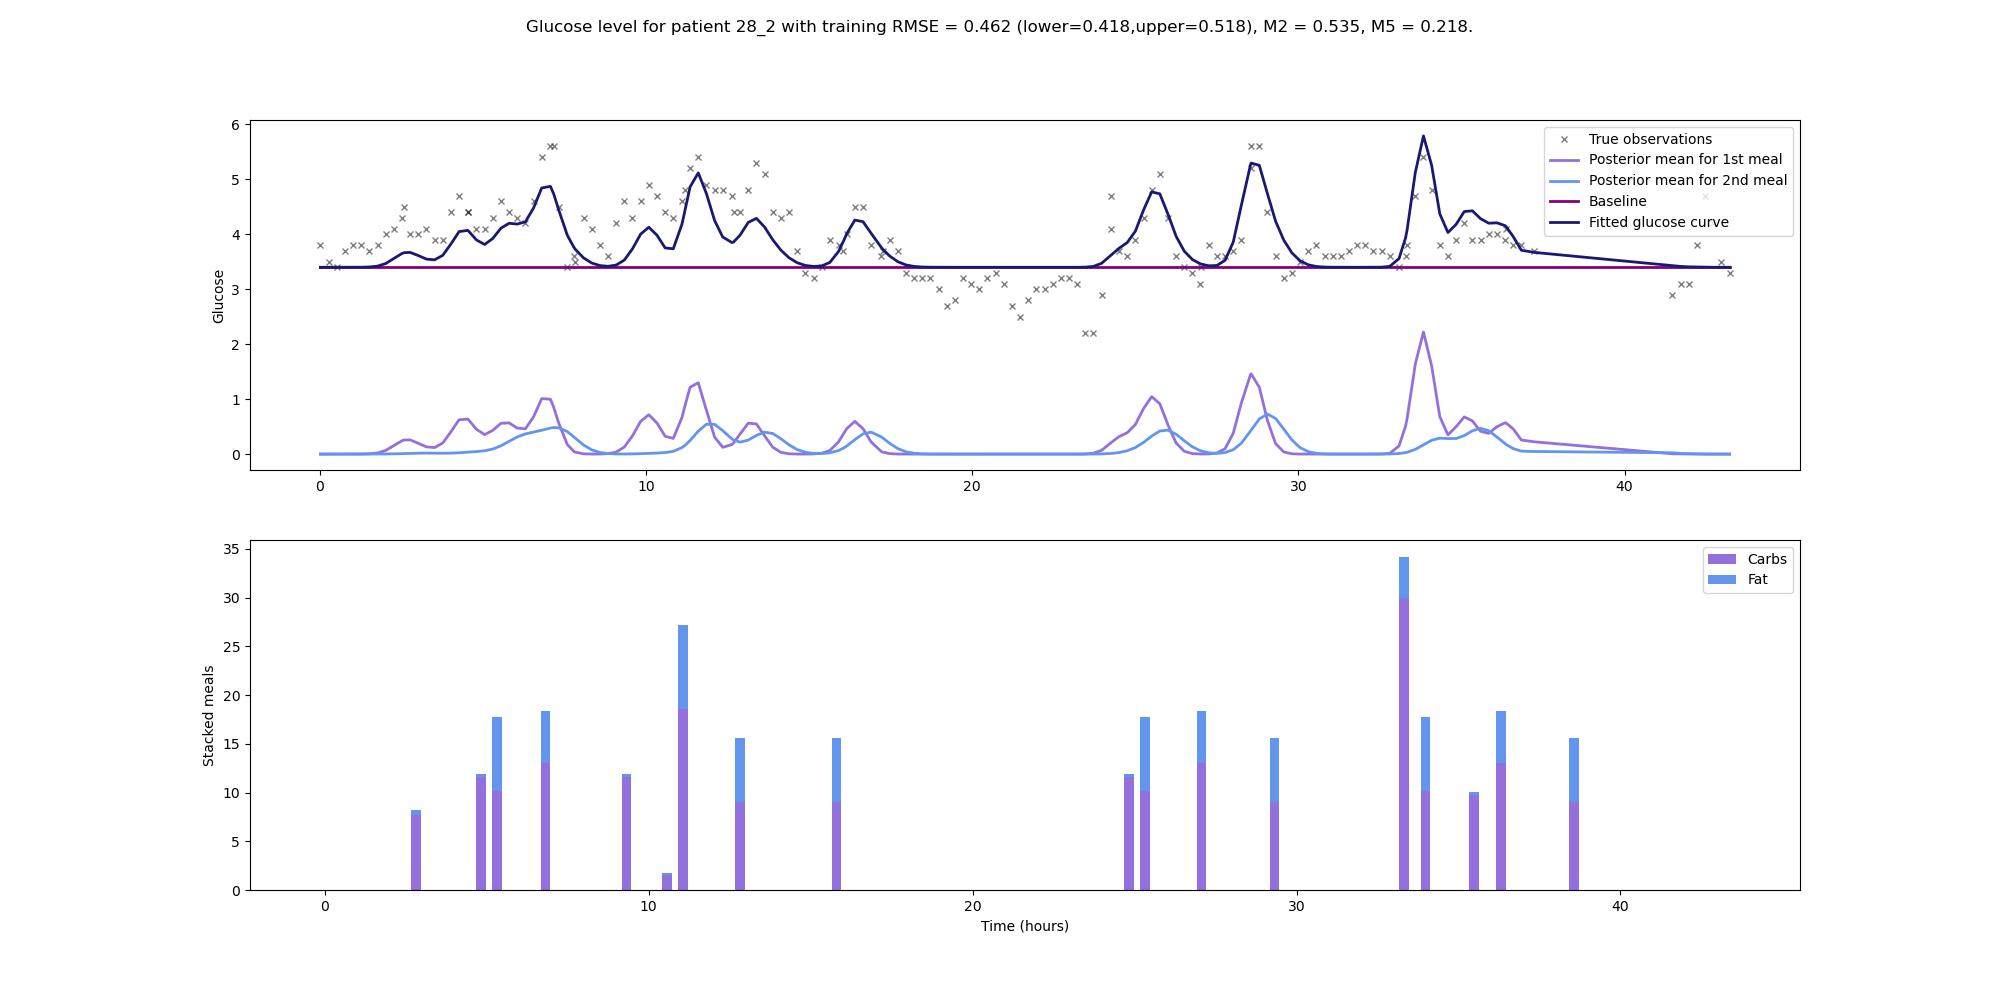 Glucose level for patient 28_2 with training RMSE = 0.462 (lower=0.418,upper=0.518), M2 = 0.535, M5 = 0.218.
6
5
4
3
2
1
0
Glucose
True observations
Posterior mean for 1st meal
Posterior mean for 2nd meal
Baseline
Fitted glucose curve
0 10 20 30 40
35
30
25
20
15
10
5
0
Stacked meals
Carbs
Fat
0 10 20 30 40
Time (hours)